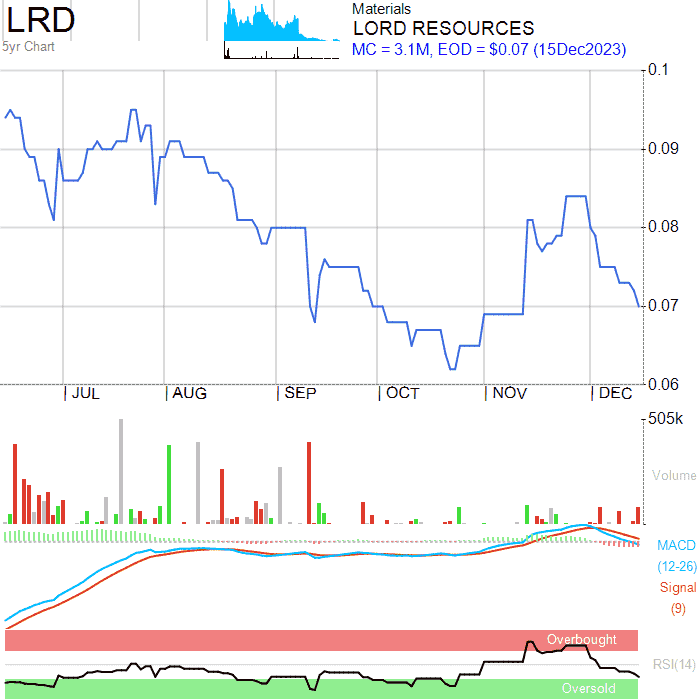 LRD
5yr Chart
Materials
LORD RESOURCES
MC = 3.1M, EOD = $0.07 (15Dec2023)
0.1
0.09
0.08
0.07
0.06
JUL
AUG
SEP
OCT
NOV
DEC
505k
Volume
MACD
(12-26)
Signal
(9)
Overbought
RSI(14)
Oversold